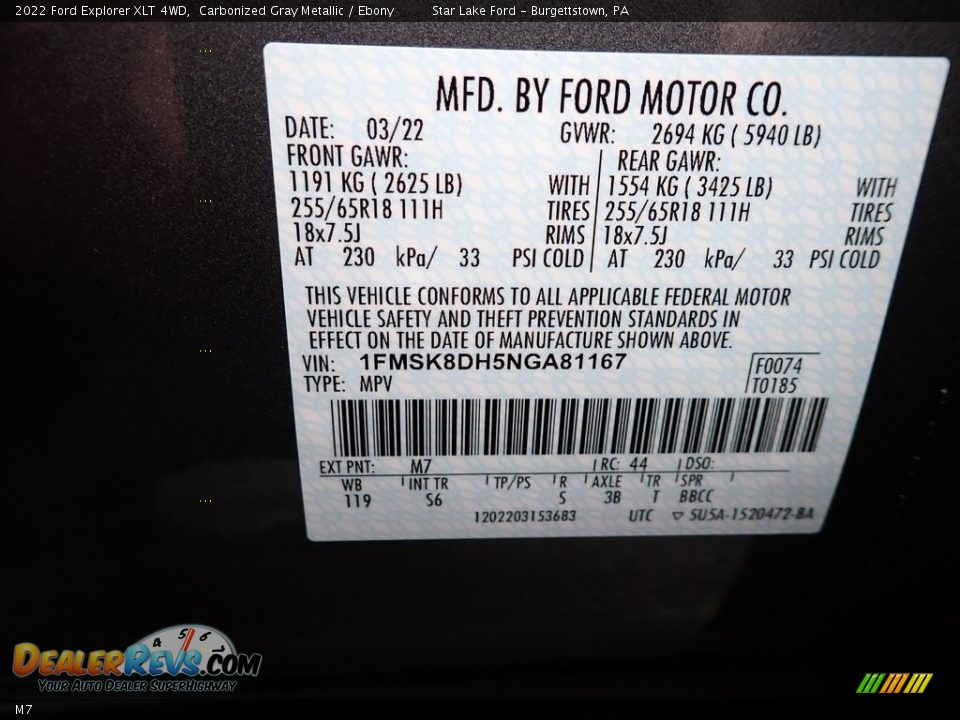 2022 Ford Explorer XLT 4WD, Carbonized Gray Metallic / Ebony Star Lake Ford - Burgettstown, PA
MFD. BY FORD MOTOR CO.
DATE: 03/22 GVWR: 2694 KG ( 5940 LB)
FRONT GAWR: REAR GAWR:
1191 KG ( 2625 LB) WITH 1554 KG ( 3425 LB) WITH
255/65R18 111H TIRES 255/65R18 111H TIRES
18x7.5J RIMS 18x7.5J RIMS
AT 230 kPa/ 33 PSI COLD AT 230 kPa/ 33 PSI COLD
THIS VEHICLE CONFORMS TO ALL APPLICABLE FEDERAL MOTOR
VEHICLE SAFETY AND THEFT PREVENTION STANDARDS IN
EFFECT ON THE DATE OF MANUFACTURE SHOWN ABOVE.
VIN: 1FMSK8DH5NGA81167 F0074
TYPE: MPV T0185
EXT PNT: M7 RC: 44 DSO:
WB INT TR TP/PS R AXLE TR SPR
119 S6 S 3B T BBCC
1202203153683 UTC ▽ 5U5A-1520472-BA
4 5 6
DEALERREVS.COM
YOUR AUTO DEALER SUPERHIGHWAY
M7